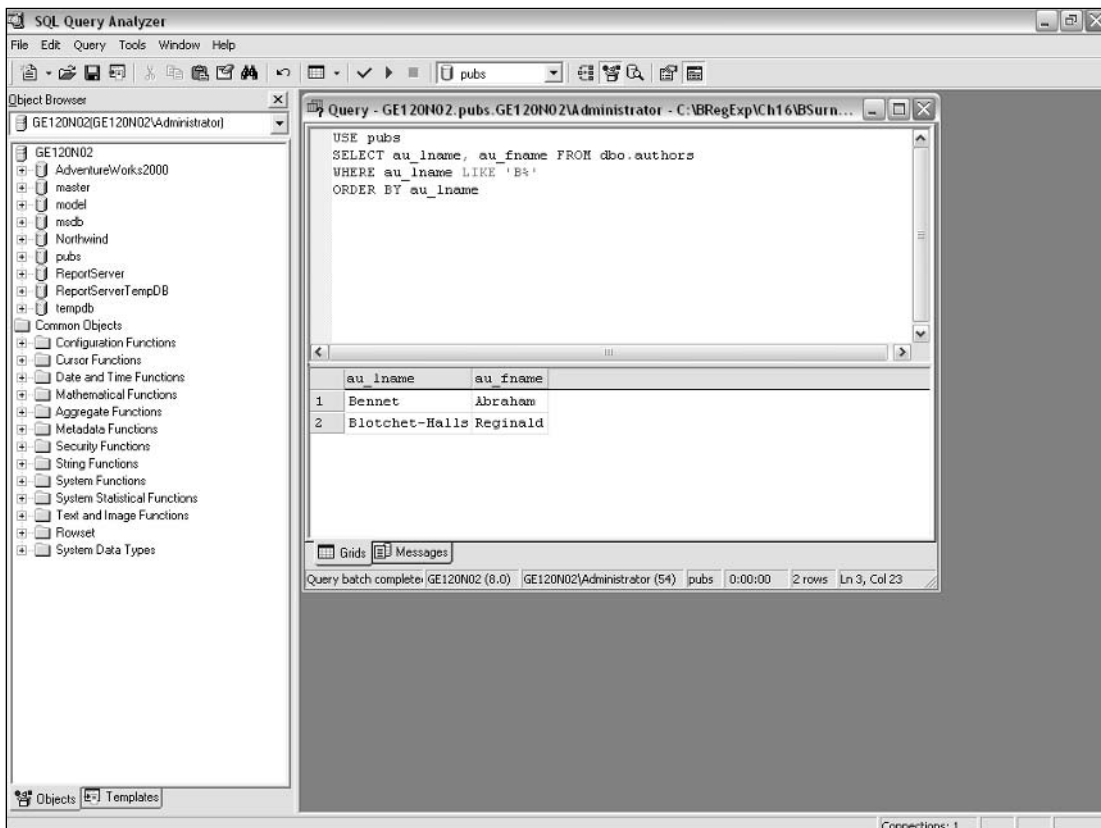 SQL Query Analyzer
File Edit Query Tools Window Help
pubs
Object Browser
GE120N02(GE120N02\Administrator)
GE120N02
AdventureWorks2000
master
model
msdb
Northwind
pubs
ReportServer
ReportServerTempDB
tempdb
Common Objects
Configuration Functions
Cursor Functions
Date and Time Functions
Mathematical Functions
Aggregate Functions
Metadata Functions
Security Functions
String Functions
System Functions
System Statistical Functions
Text and Image Functions
Rowset
System Data Types
Objects Templates
Query - GE120N02.pubs.GE120N02\Administrator - C:\BRegExp\Ch16\BSurn...
USE pubs
SELECT au_lname, au_fname FROM dbo.authors
WHERE au_lname LIKE 'B%'
ORDER BY au_lname
au_lname au_fname
1 Bennet Abraham
2 Blotchet-Halls Reginald
Grids Messages
Query batch complete GE120N02 (8.0) GE120N02\Administrator (54) pubs 0:00:00 2 rows Ln 3, Col 23
Connections: 1